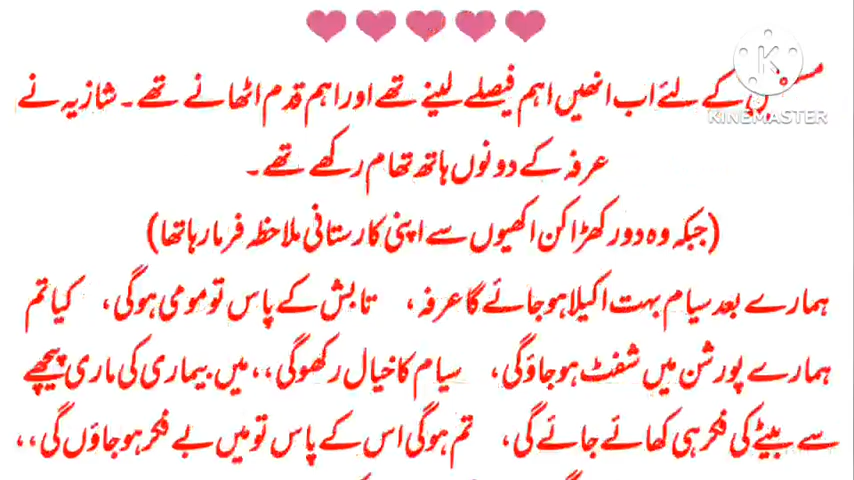 کے لئے اب انھیں اہم فیصلے لینے تھے اور اہم قدم اٹھانے تھے۔ شازیہ نے
KINEMASTER
عرفہ کے دونوں ہاتھ تھام رکھے تھے۔
(جبکہ وہ دور کھڑا کن اکھیوں سے اپنی کارستانی ملاحظہ فرما رہا تھا)
ہمارے بعد سیام بہت اکیلا ہو جائے گا عرفہ، تابش کے پاس تو مومی ہوگی، کیا تم
ہمارے پورشن میں شفٹ ہو جاؤ گی، سیام کا خیال رکھو گی،، میں بیماری کی ماری پیچھے
سے بیٹے کی فکر ہی کھائے جائے گی، تم ہوگی اس کے پاس تو میں بے فکر ہو جاؤں گی،،